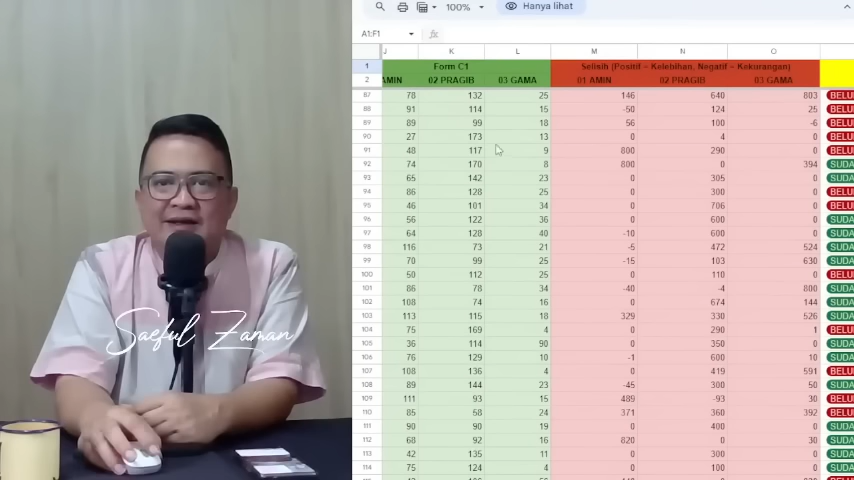 100%
Hanya lihat
A1:F1
fx
J K L M N O
1 Form C1 Selisih (Positif = Kelebihan, Negatif = Kekurangan)
2 AMIN 02 PRAGIB 03 GAMA 01 AMIN 02 PRAGIB 03 GAMA
87 78 132 25 146 640 803 BELU
88 91 114 15 -50 124 25 BELU
89 89 99 18 56 100 -6 BELU
90 27 173 13 0 4 0 BELU
91 48 117 9 800 290 0 BELU
92 74 170 8 800 0 394 SUDA
93 65 142 23 0 305 0 SUDA
94 86 128 25 0 300 0 BELU
95 46 101 34 0 706 0 BELU
96 56 122 36 0 600 0 SUDA
97 64 128 40 -10 600 0 SUDA
98 116 73 21 -5 472 524 SUDA
99 70 99 25 -15 103 630 SUDA
100 50 112 25 0 110 0 BELU
101 86 78 34 -40 -4 800 SUDA
102 108 74 16 0 674 144 SUDA
103 113 115 18 329 330 526 SUDA
104 75 169 4 0 290 1 BELU
105 36 114 90 0 350 0 SUDA
106 76 129 10 -1 600 10 SUDA
107 108 136 4 0 419 591 BELU
108 89 144 23 -45 300 50 SUDA
109 111 93 15 489 -93 30 BELU
110 85 58 24 371 360 392 SUDA
111 90 90 19 0 400 0 SUDA
112 68 92 16 820 0 30 SUDA
113 42 135 11 0 300 0 SUDA
114 75 124 4 0 100 0 SUDA
Saeful Zaman